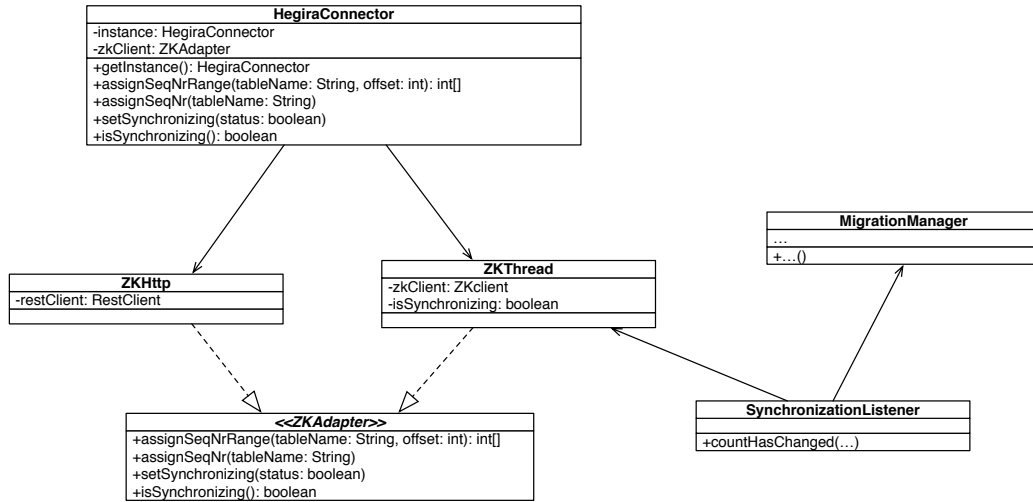 HegiraConnector
-instance: HegiraConnector
-zkClient: ZKAdapter
+getInstance(): HegiraConnector
+assignSeqNrRange(tableName: String, offset: int): int[]
+assignSeqNr(tableName: String)
+setSynchronizing(status: boolean)
+isSynchronizing(): boolean
MigrationManager
...
+...()
ZKHttp
-restClient: RestClient
ZKThread
-zkClient: ZKclient
-isSynchronizing: boolean
<<ZKAdapter>>
+assignSeqNrRange(tableName: String, offset: int): int[]
+assignSeqNr(tableName: String)
+setSynchronizing(status: boolean)
+isSynchronizing(): boolean
SynchronizationListener
+countHasChanged(...)